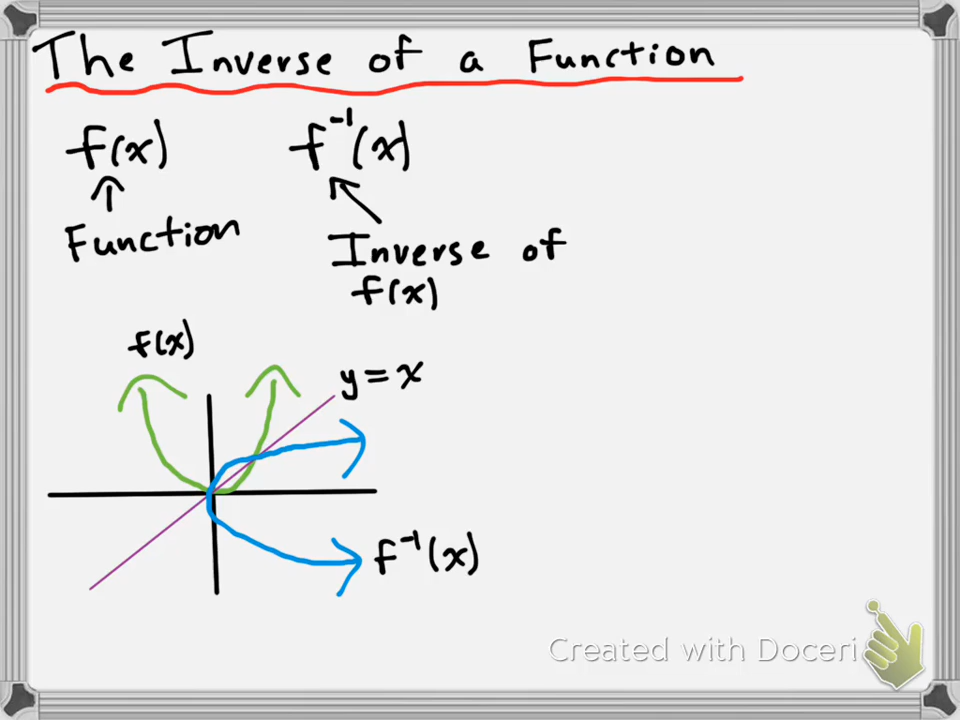 The Inverse of a Function
f(x) f⁻¹(x)
Function
Inverse of
f(x)
f(x)
y = x
f⁻¹(x)
Created with Doceri